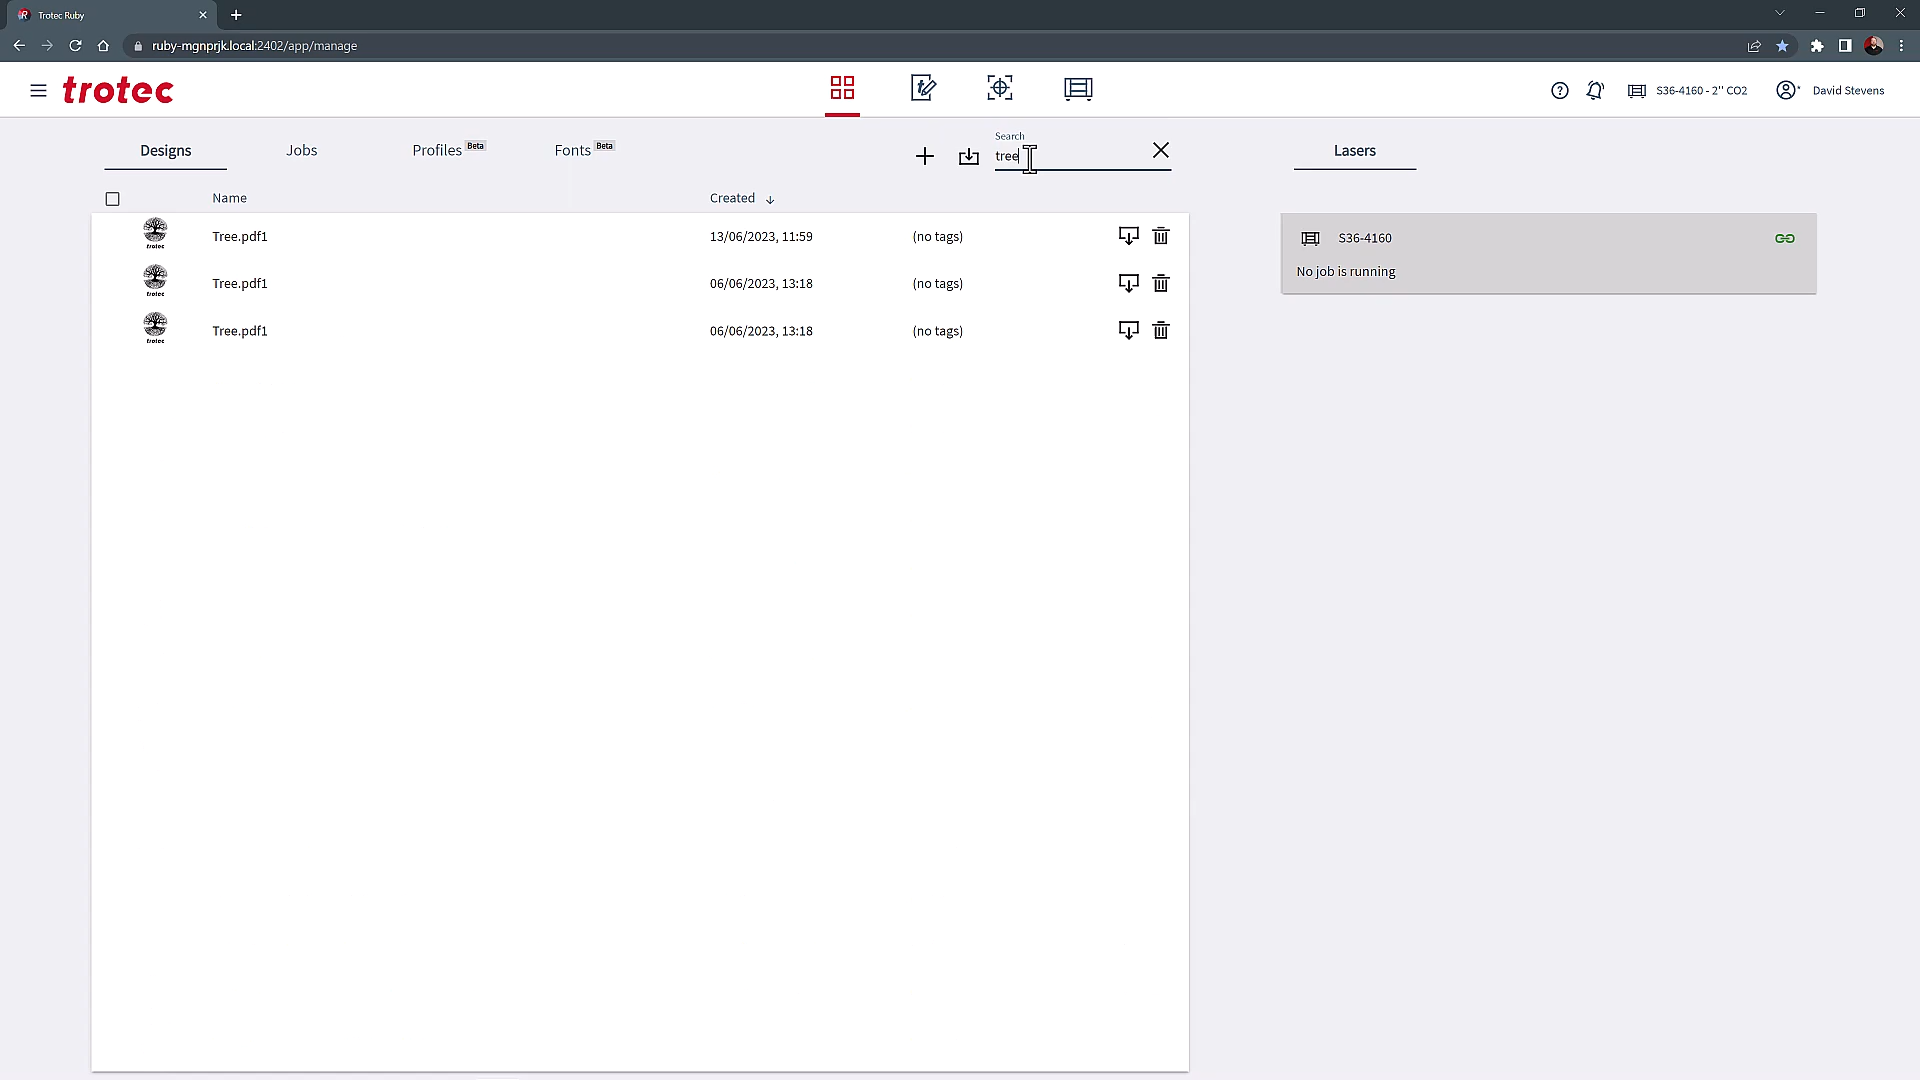 Trotec Ruby
ruby-mgnprjk.local:2402/app/manage
trotec
S36-4160 - 2'' CO2
David Stevens
Designs
Jobs
Profiles Beta
Fonts Beta
Search
tree
Lasers
Name
Created
Tree.pdf1
13/06/2023, 11:59
(no tags)
Tree.pdf1
06/06/2023, 13:18
(no tags)
Tree.pdf1
06/06/2023, 13:18
(no tags)
trotec
trotec
trotec
S36-4160
No job is running